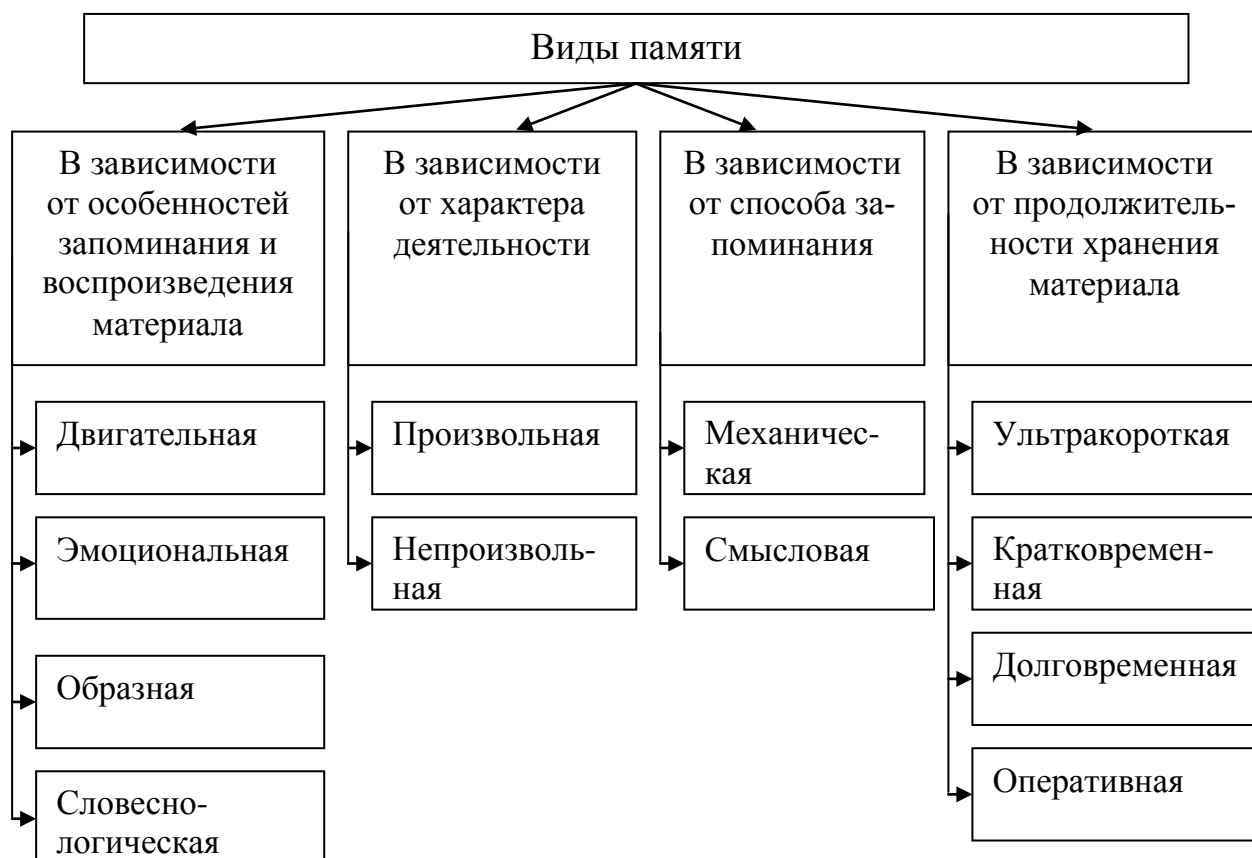 Виды памяти
В зависимости
от особенностей
запоминания и
воспроизведения
материала
В зависимости
от характера
деятельности
В зависимости
от способа за-
поминания
В зависимости
от продолжитель-
ности хранения
материала
Двигательная
Эмоциональная
Образная
Словесно-
логическая
Произвольная
Непроизволь-
ная
Механичес-
кая
Смысловая
Ультракороткая
Кратковремен-
ная
Долговременная
Оперативная